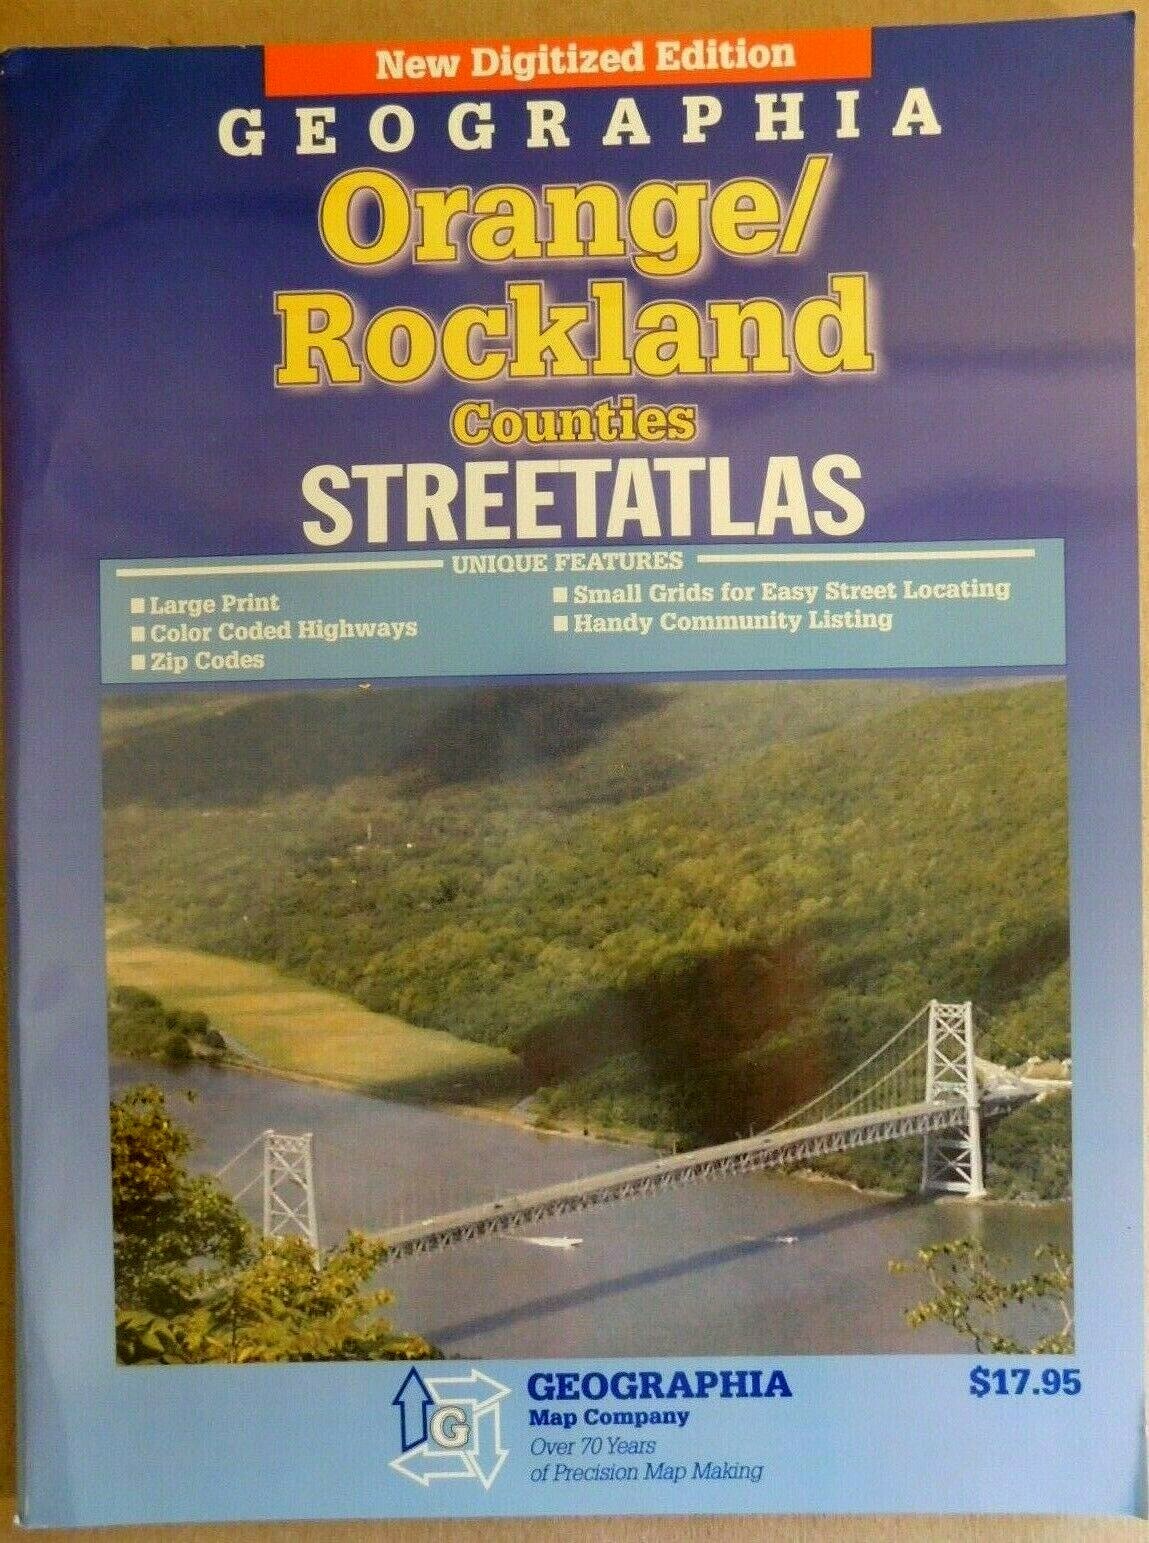 New Digitized Edition
GEOGRAPHIA
Orange/
Rockland
Counties
STREETATLAS
UNIQUE FEATURES
■ Large Print
■ Color Coded Highways
■ Zip Codes
■ Small Grids for Easy Street Locating
■ Handy Community Listing
G
GEOGRAPHIA
Map Company
Over 70 Years
of Precision Map Making
$17.95